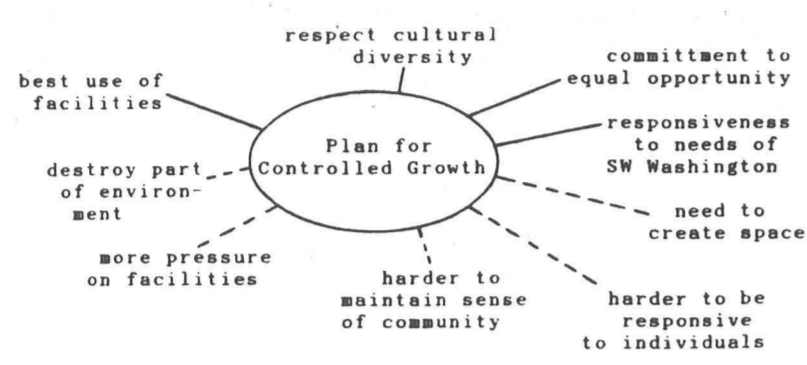 respect cultural
diversity
committment to
equal opportunity
best use of
facilities
responsiveness
to needs of
SW Washington
Plan for
Controlled Growth
destroy part
of environ-
ment
need to
create space
more pressure
on facilities
harder to
maintain sense
of community
harder to be
responsive
to individuals